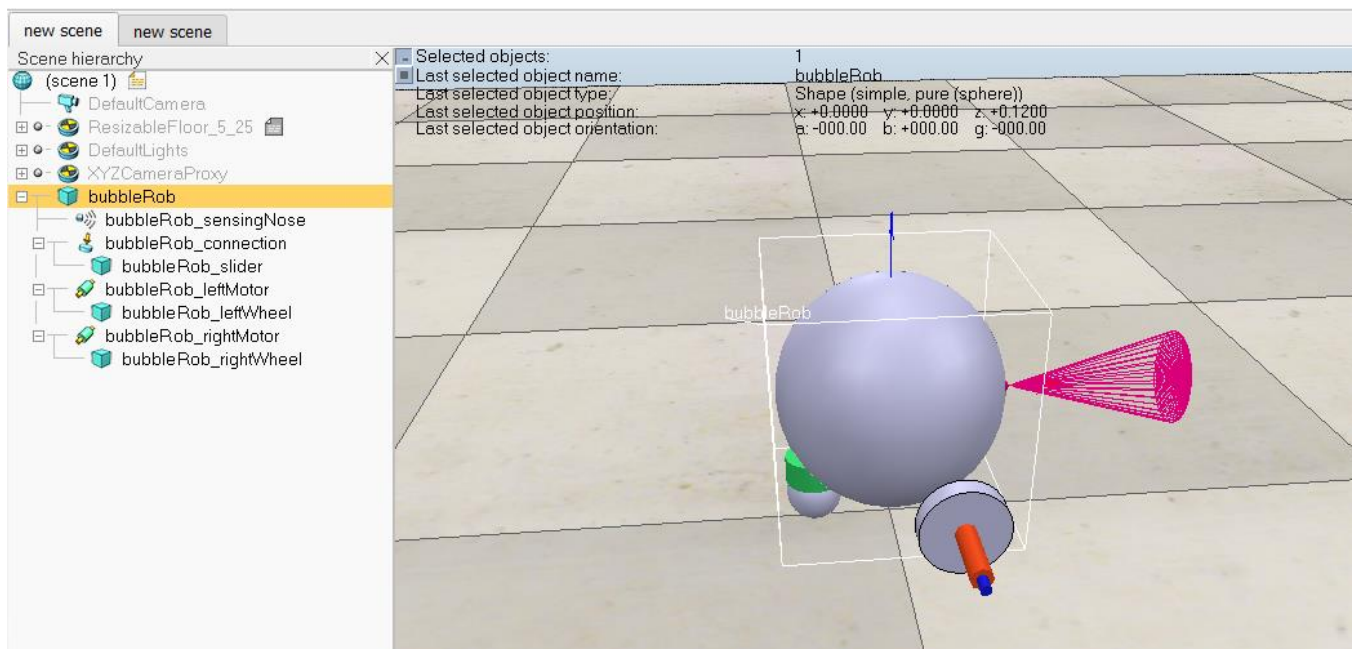 new scene new scene
Scene hierarchy
(scene 1)
DefaultCamera
ResizableFloor_5_25
DefaultLights
XYZCameraProxy
bubbleRob
bubbleRob_sensingNose
bubbleRob_connection
bubbleRob_slider
bubbleRob_leftMotor
bubbleRob_leftWheel
bubbleRob_rightMotor
bubbleRob_rightWheel
Selected objects: 1
Last selected object name: bubbleRob
Last selected object type: Shape (simple, pure (sphere))
Last selected object position: x: +0.0000 y: +0.0000 z: +0.1200
Last selected object orientation: a: -000.00 b: +000.00 g: -000.00
bubbleRob